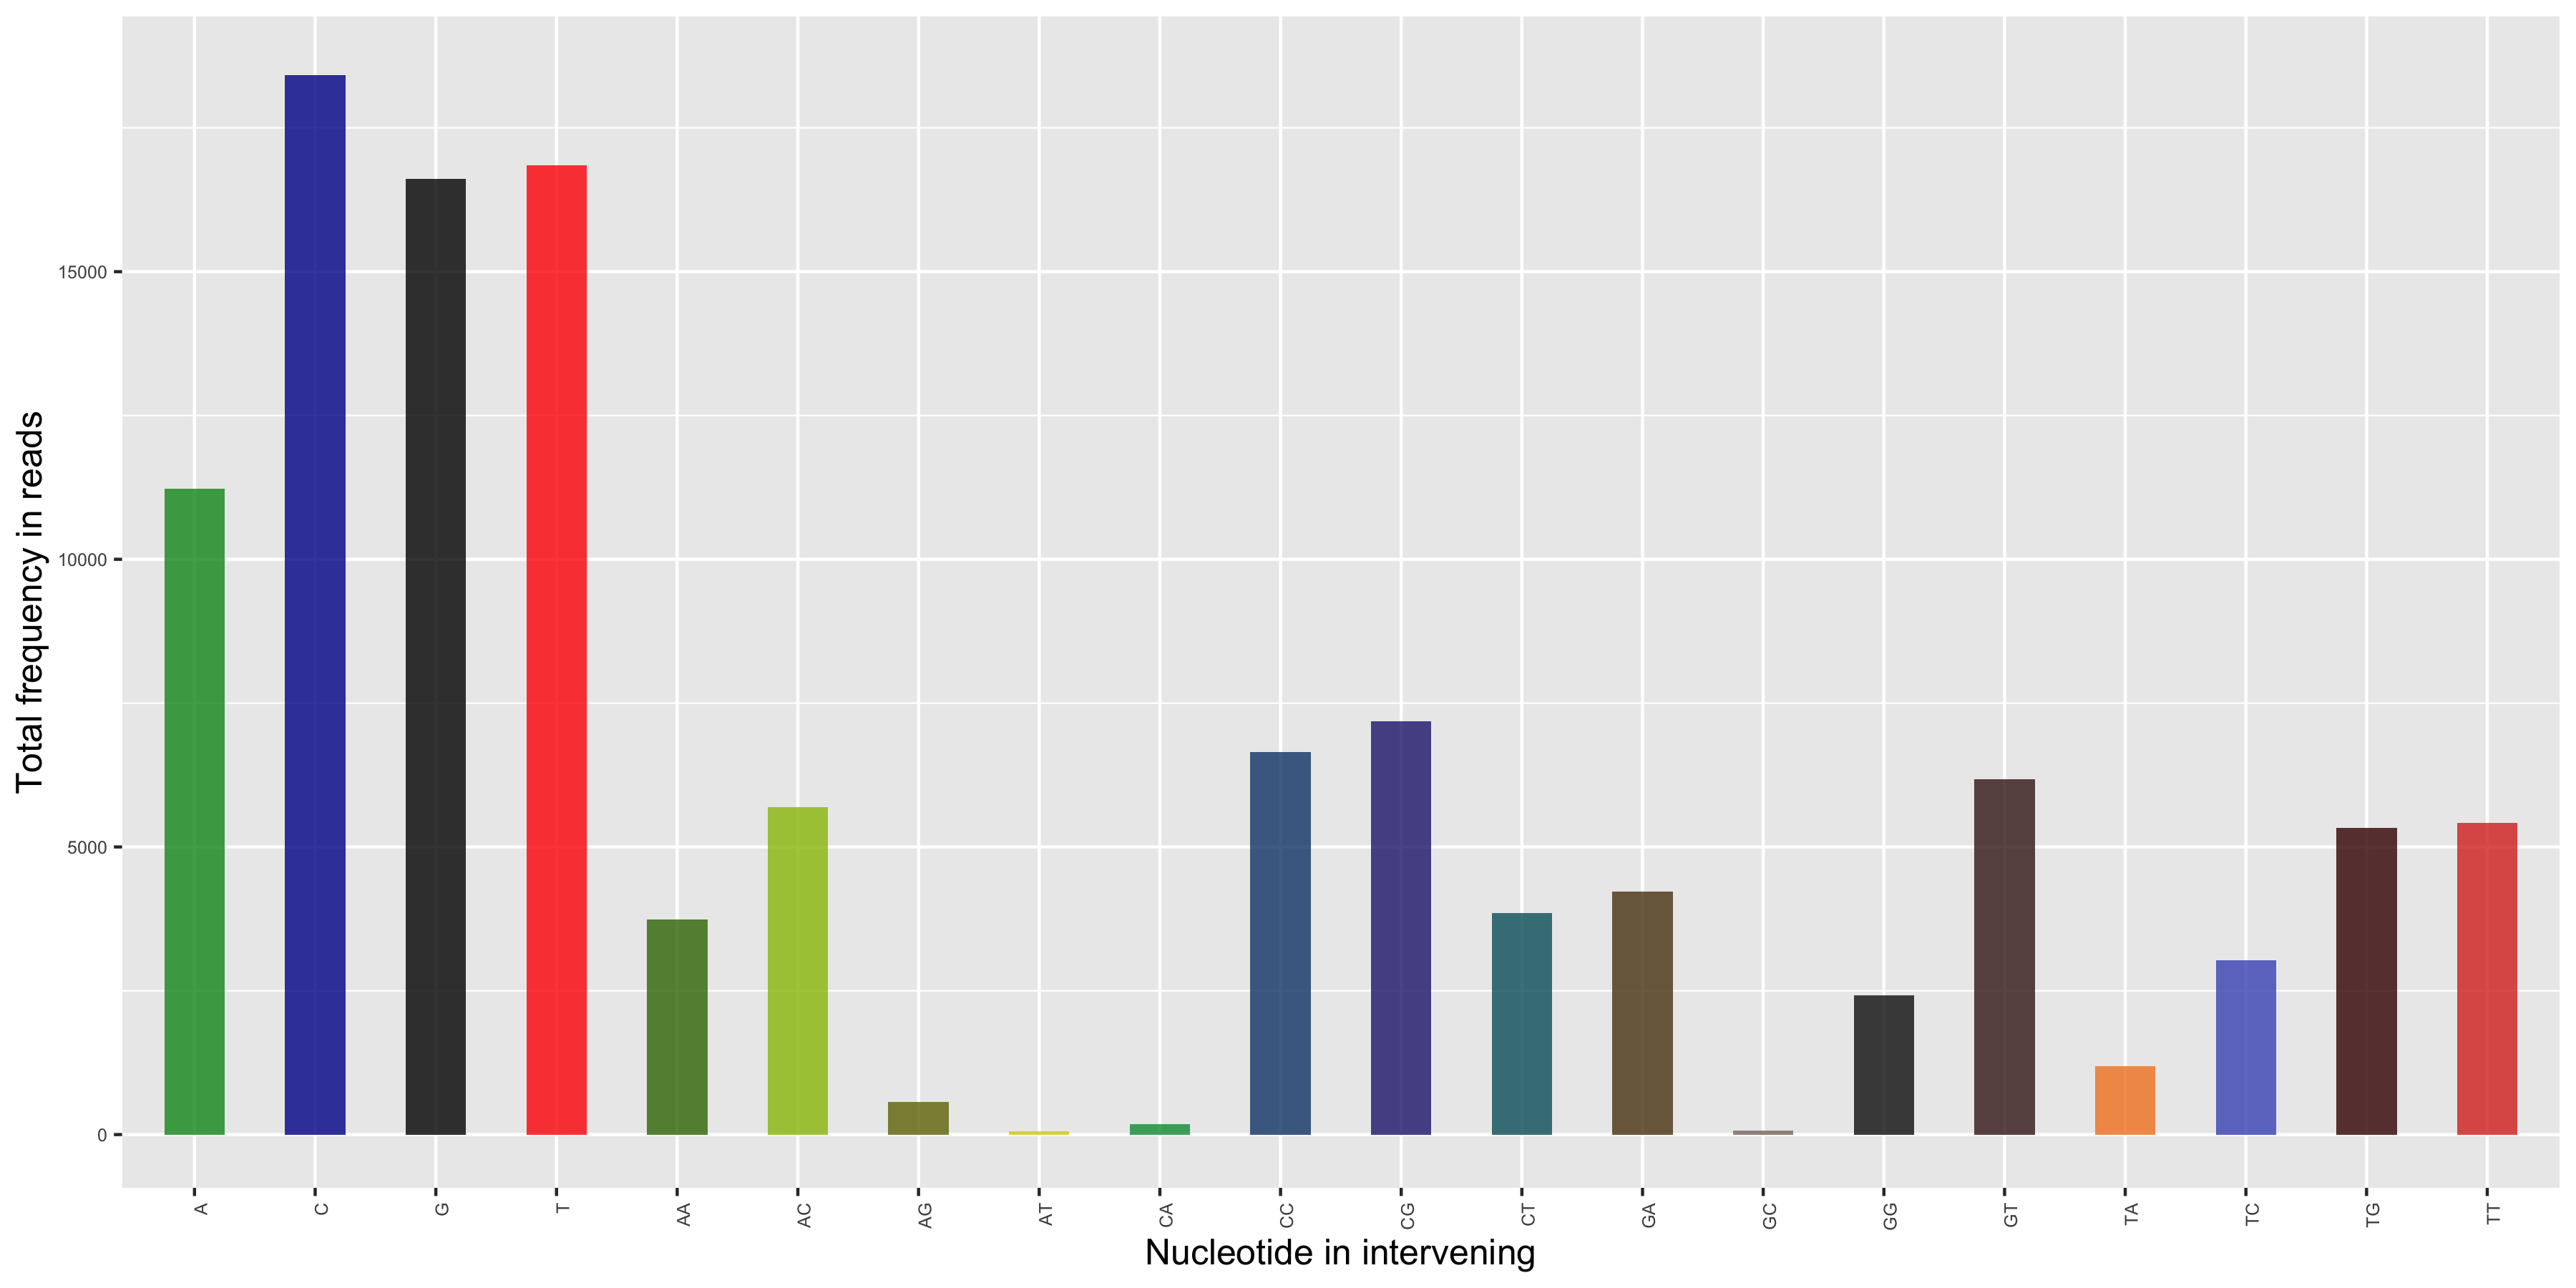 Total frequency in reads
15000
10000
5000
0
A C G T AA AC AG AT CA CC CG CT GA GC GG GT TA TC TG TT
Nucleotide in intervening